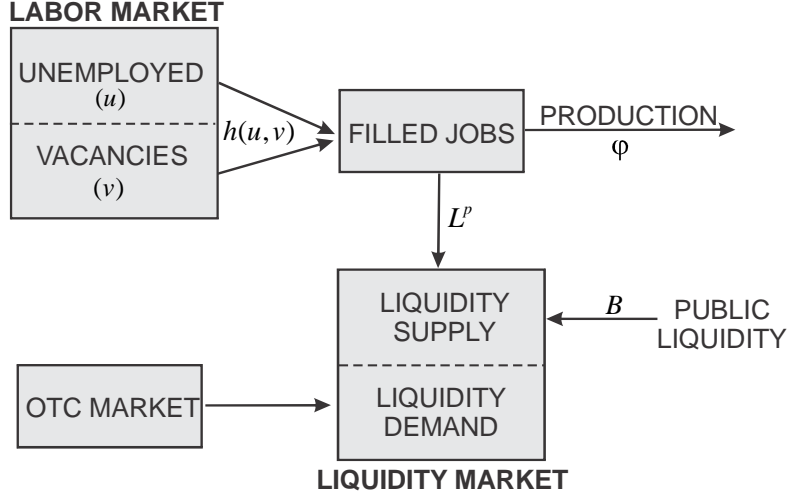 LABOR MARKET
UNEMPLOYED
(u)
VACANCIES
(v)
h(u,v)
FILLED JOBS
PRODUCTION
φ
L^p
LIQUIDITY
SUPPLY
B
PUBLIC
LIQUIDITY
OTC MARKET
LIQUIDITY
DEMAND
LIQUIDITY MARKET